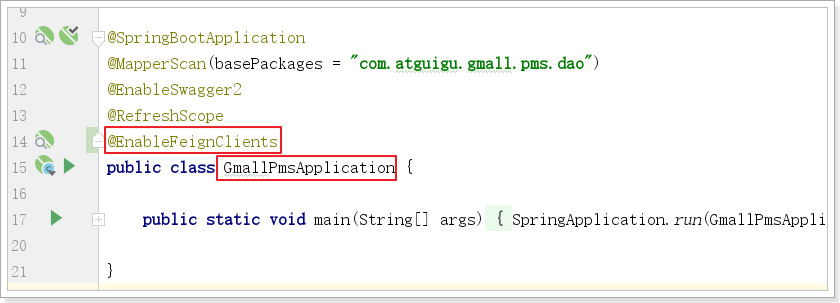 9
10 @SpringBootApplication
11 @MapperScan(basePackages = "com.atguigu.gmall.pms.dao")
12 @EnableSwagger2
13 @RefreshScope
14 @EnableFeignClients
15 public class GmallPmsApplication {
16
17 public static void main(String[] args) { SpringApplication.run(GmallPmsAppli
20
21 }